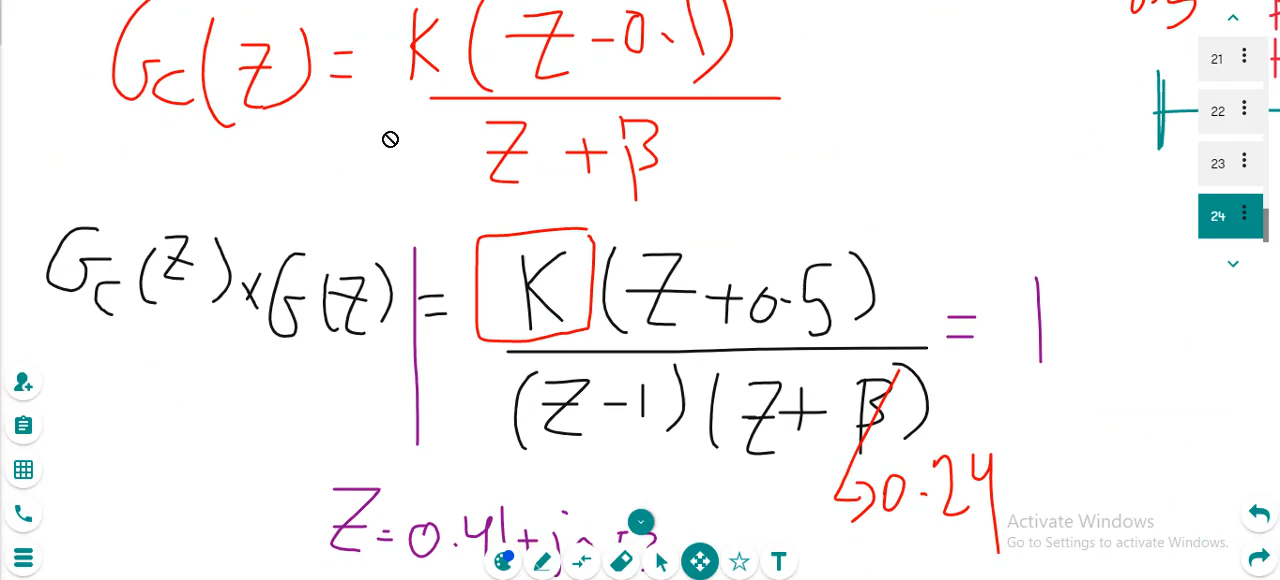 Gc(Z) = K(Z-0.1)
Z+β
Gc(Z)×G(Z) | = K(Z+0.5) = 1
(Z-1)(Z+β)
↳0.24
Z=0.41+j
21
22
23
24
Activate Windows
Go to Settings to activate Windows.
T